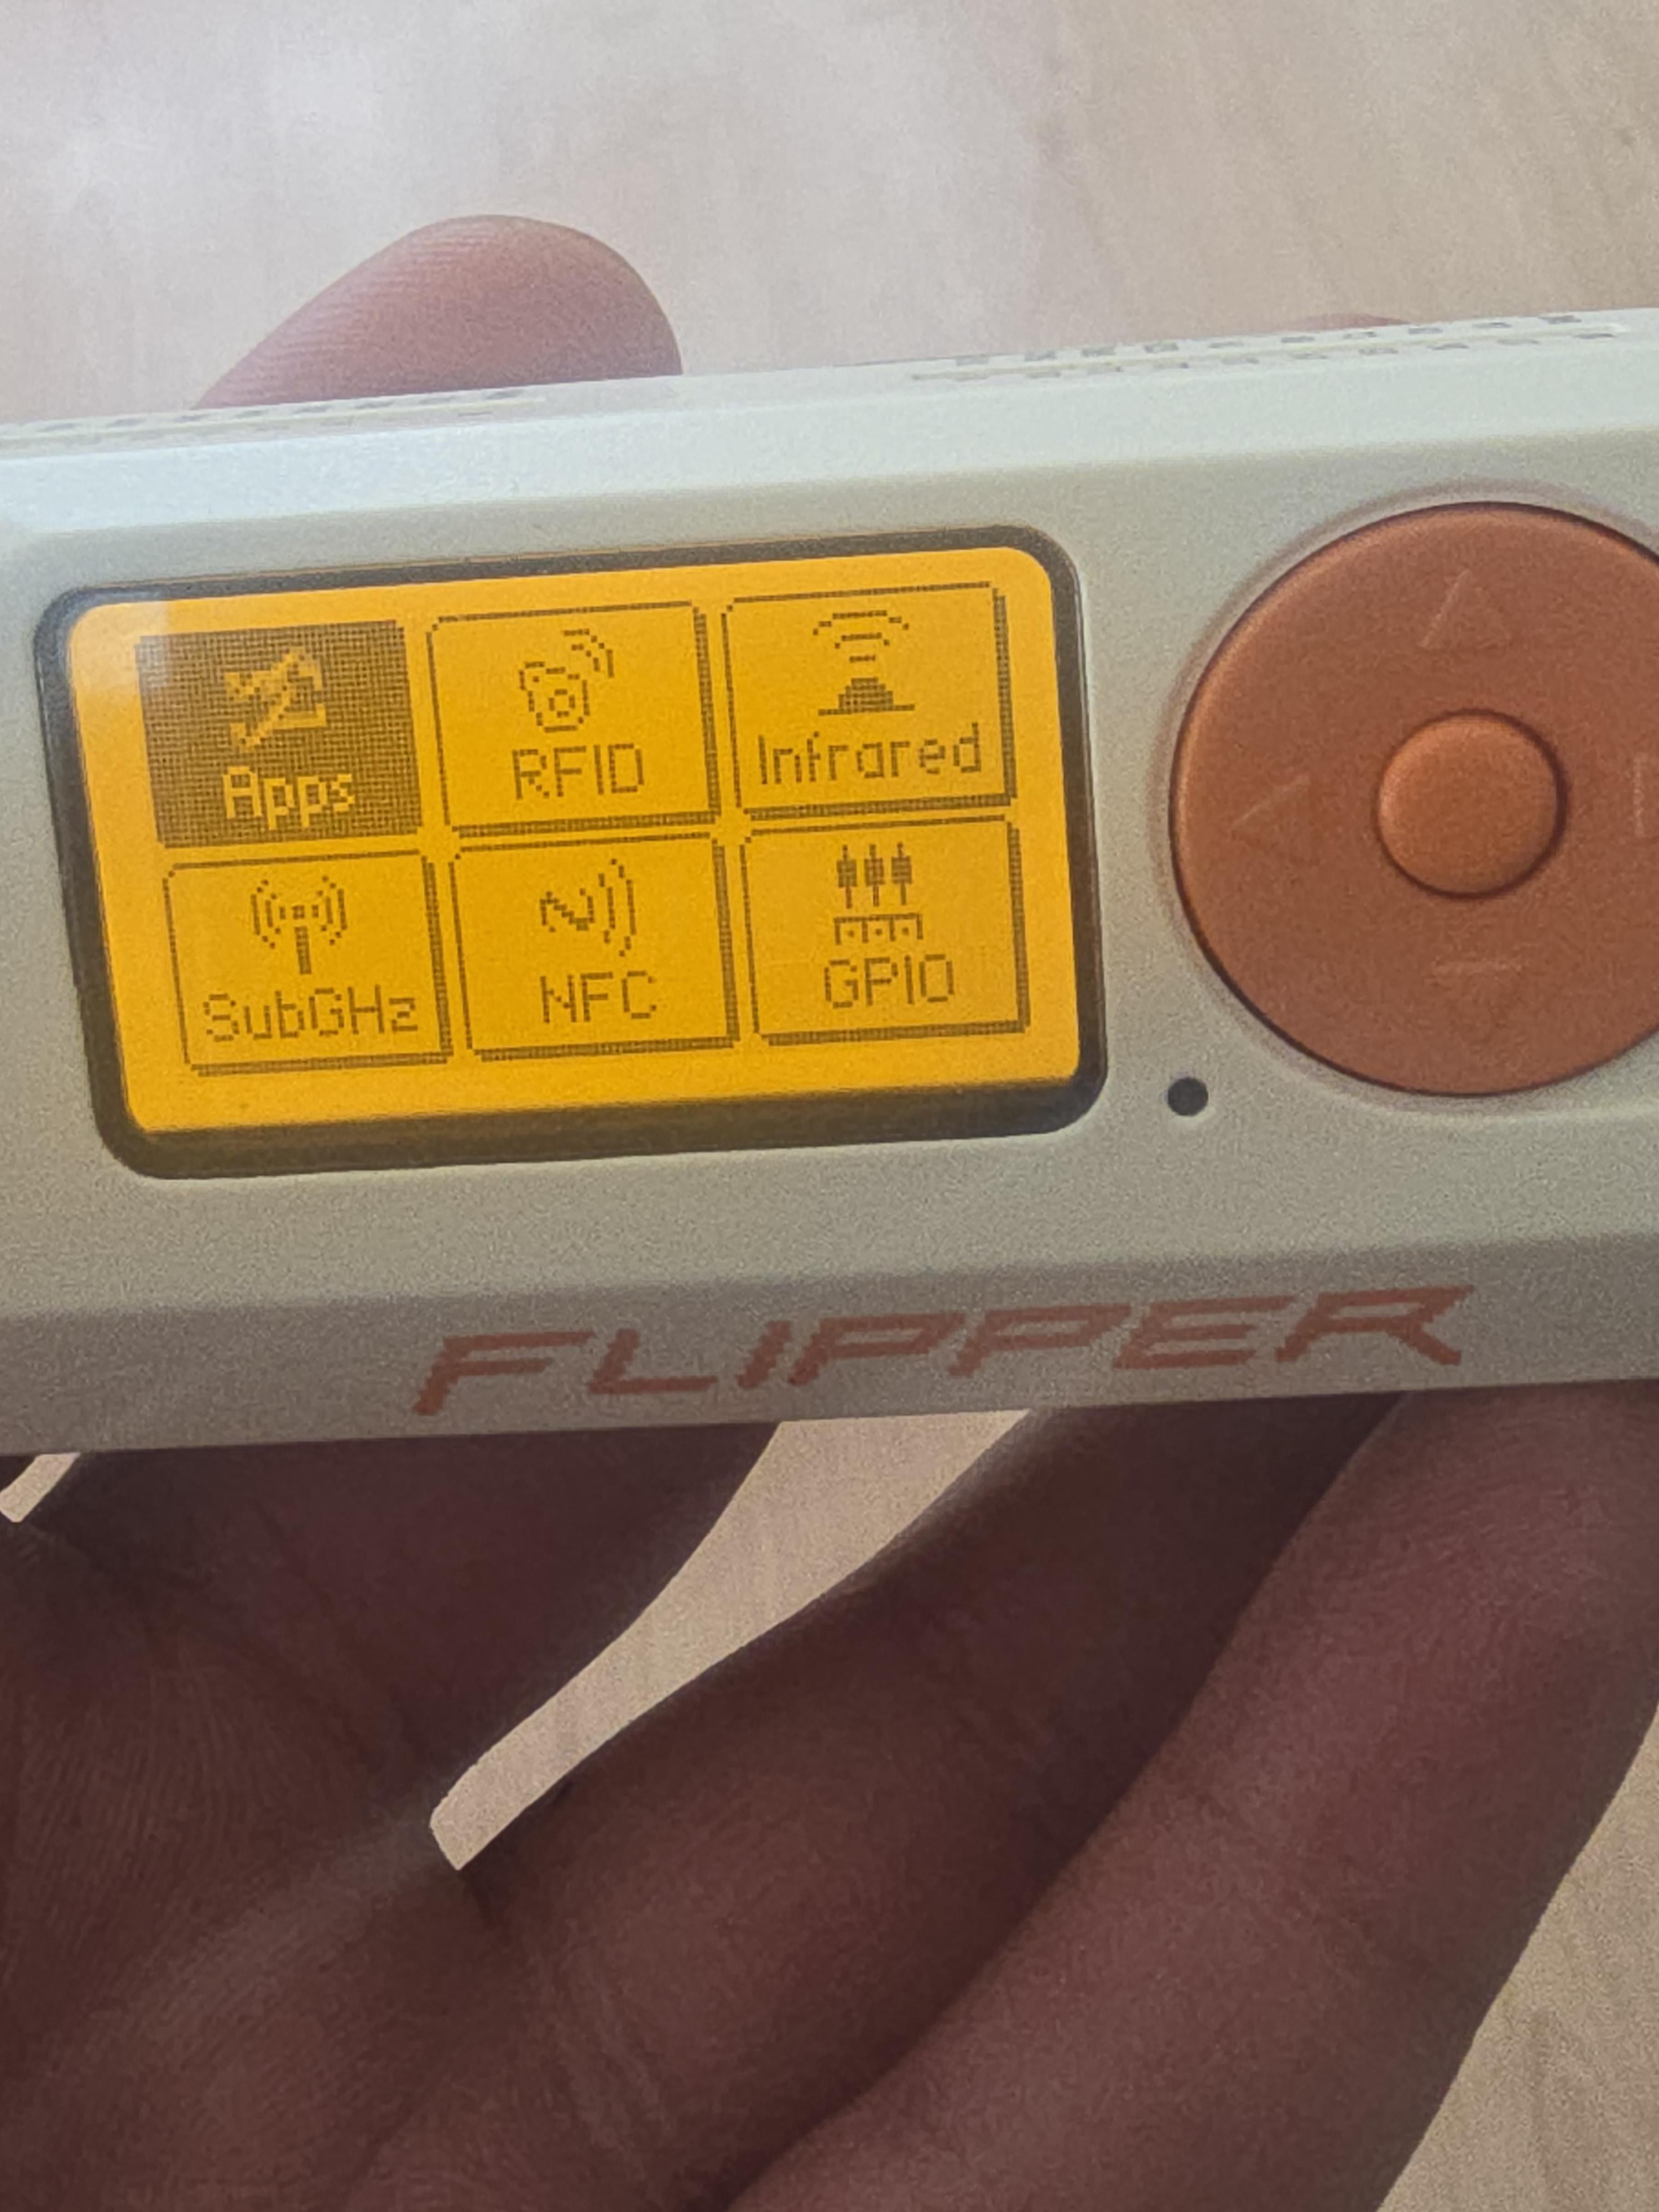 Apps RFID Infrared
SubGHz NFC GPIO
FLIPPER